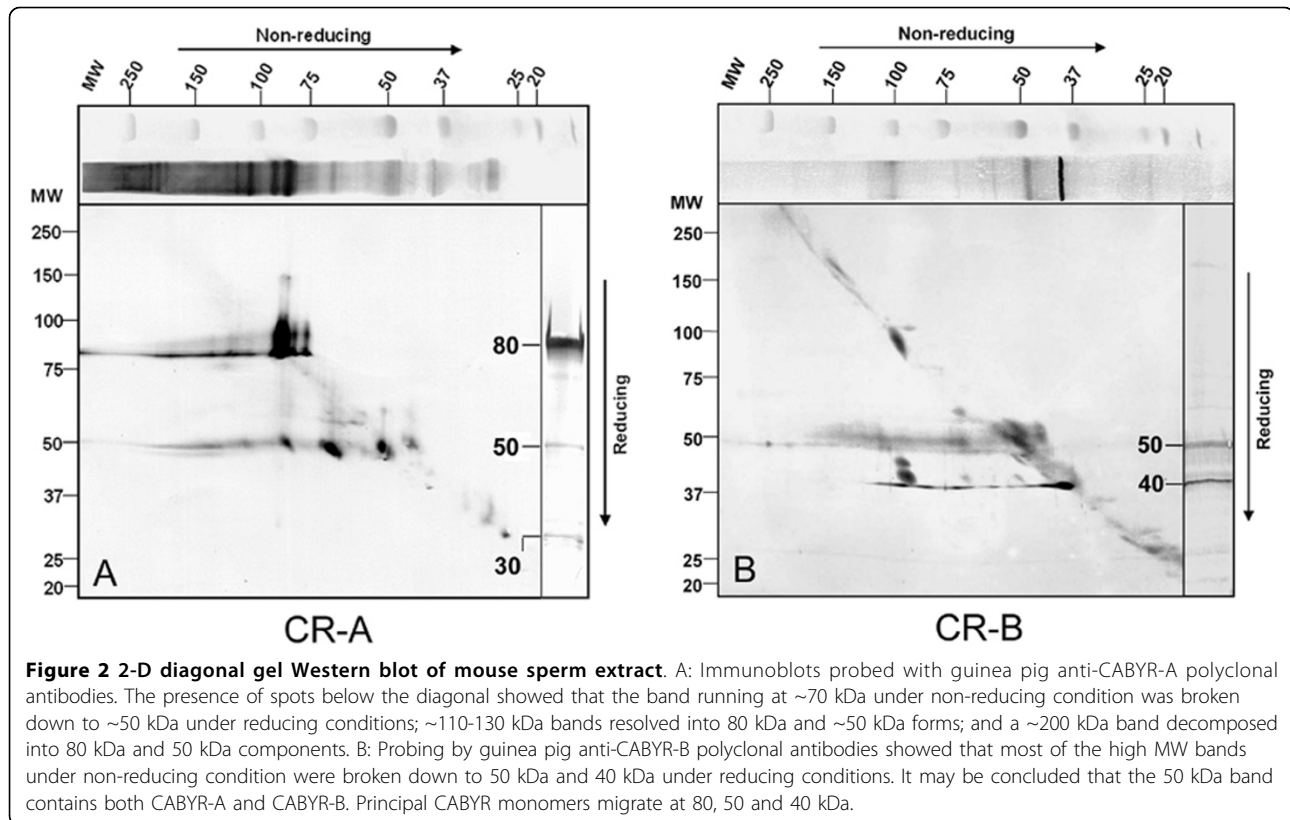 Non-reducing
Non-reducing
MW 250 150 100 75 50 37 25 20
MW 250 150 100 75 50 37 25 20
MW
250
150
100
75
50
37
25
20
80
50
30
A
Reducing
MW
250
150
100
75
50
37
25
20
50
40
B
Reducing
CR-A
CR-B
Figure 2 2-D diagonal gel Western blot of mouse sperm extract. A: Immunoblots probed with guinea pig anti-CABYR-A polyclonal
antibodies. The presence of spots below the diagonal showed that the band running at ~70 kDa under non-reducing condition was broken
down to ~50 kDa under reducing conditions; ~110-130 kDa bands resolved into 80 kDa and ~50 kDa forms; and a ~200 kDa band decomposed
into 80 kDa and 50 kDa components. B: Probing by guinea pig anti-CABYR-B polyclonal antibodies showed that most of the high MW bands
under non-reducing condition were broken down to 50 kDa and 40 kDa under reducing conditions. It may be concluded that the 50 kDa band
contains both CABYR-A and CABYR-B. Principal CABYR monomers migrate at 80, 50 and 40 kDa.